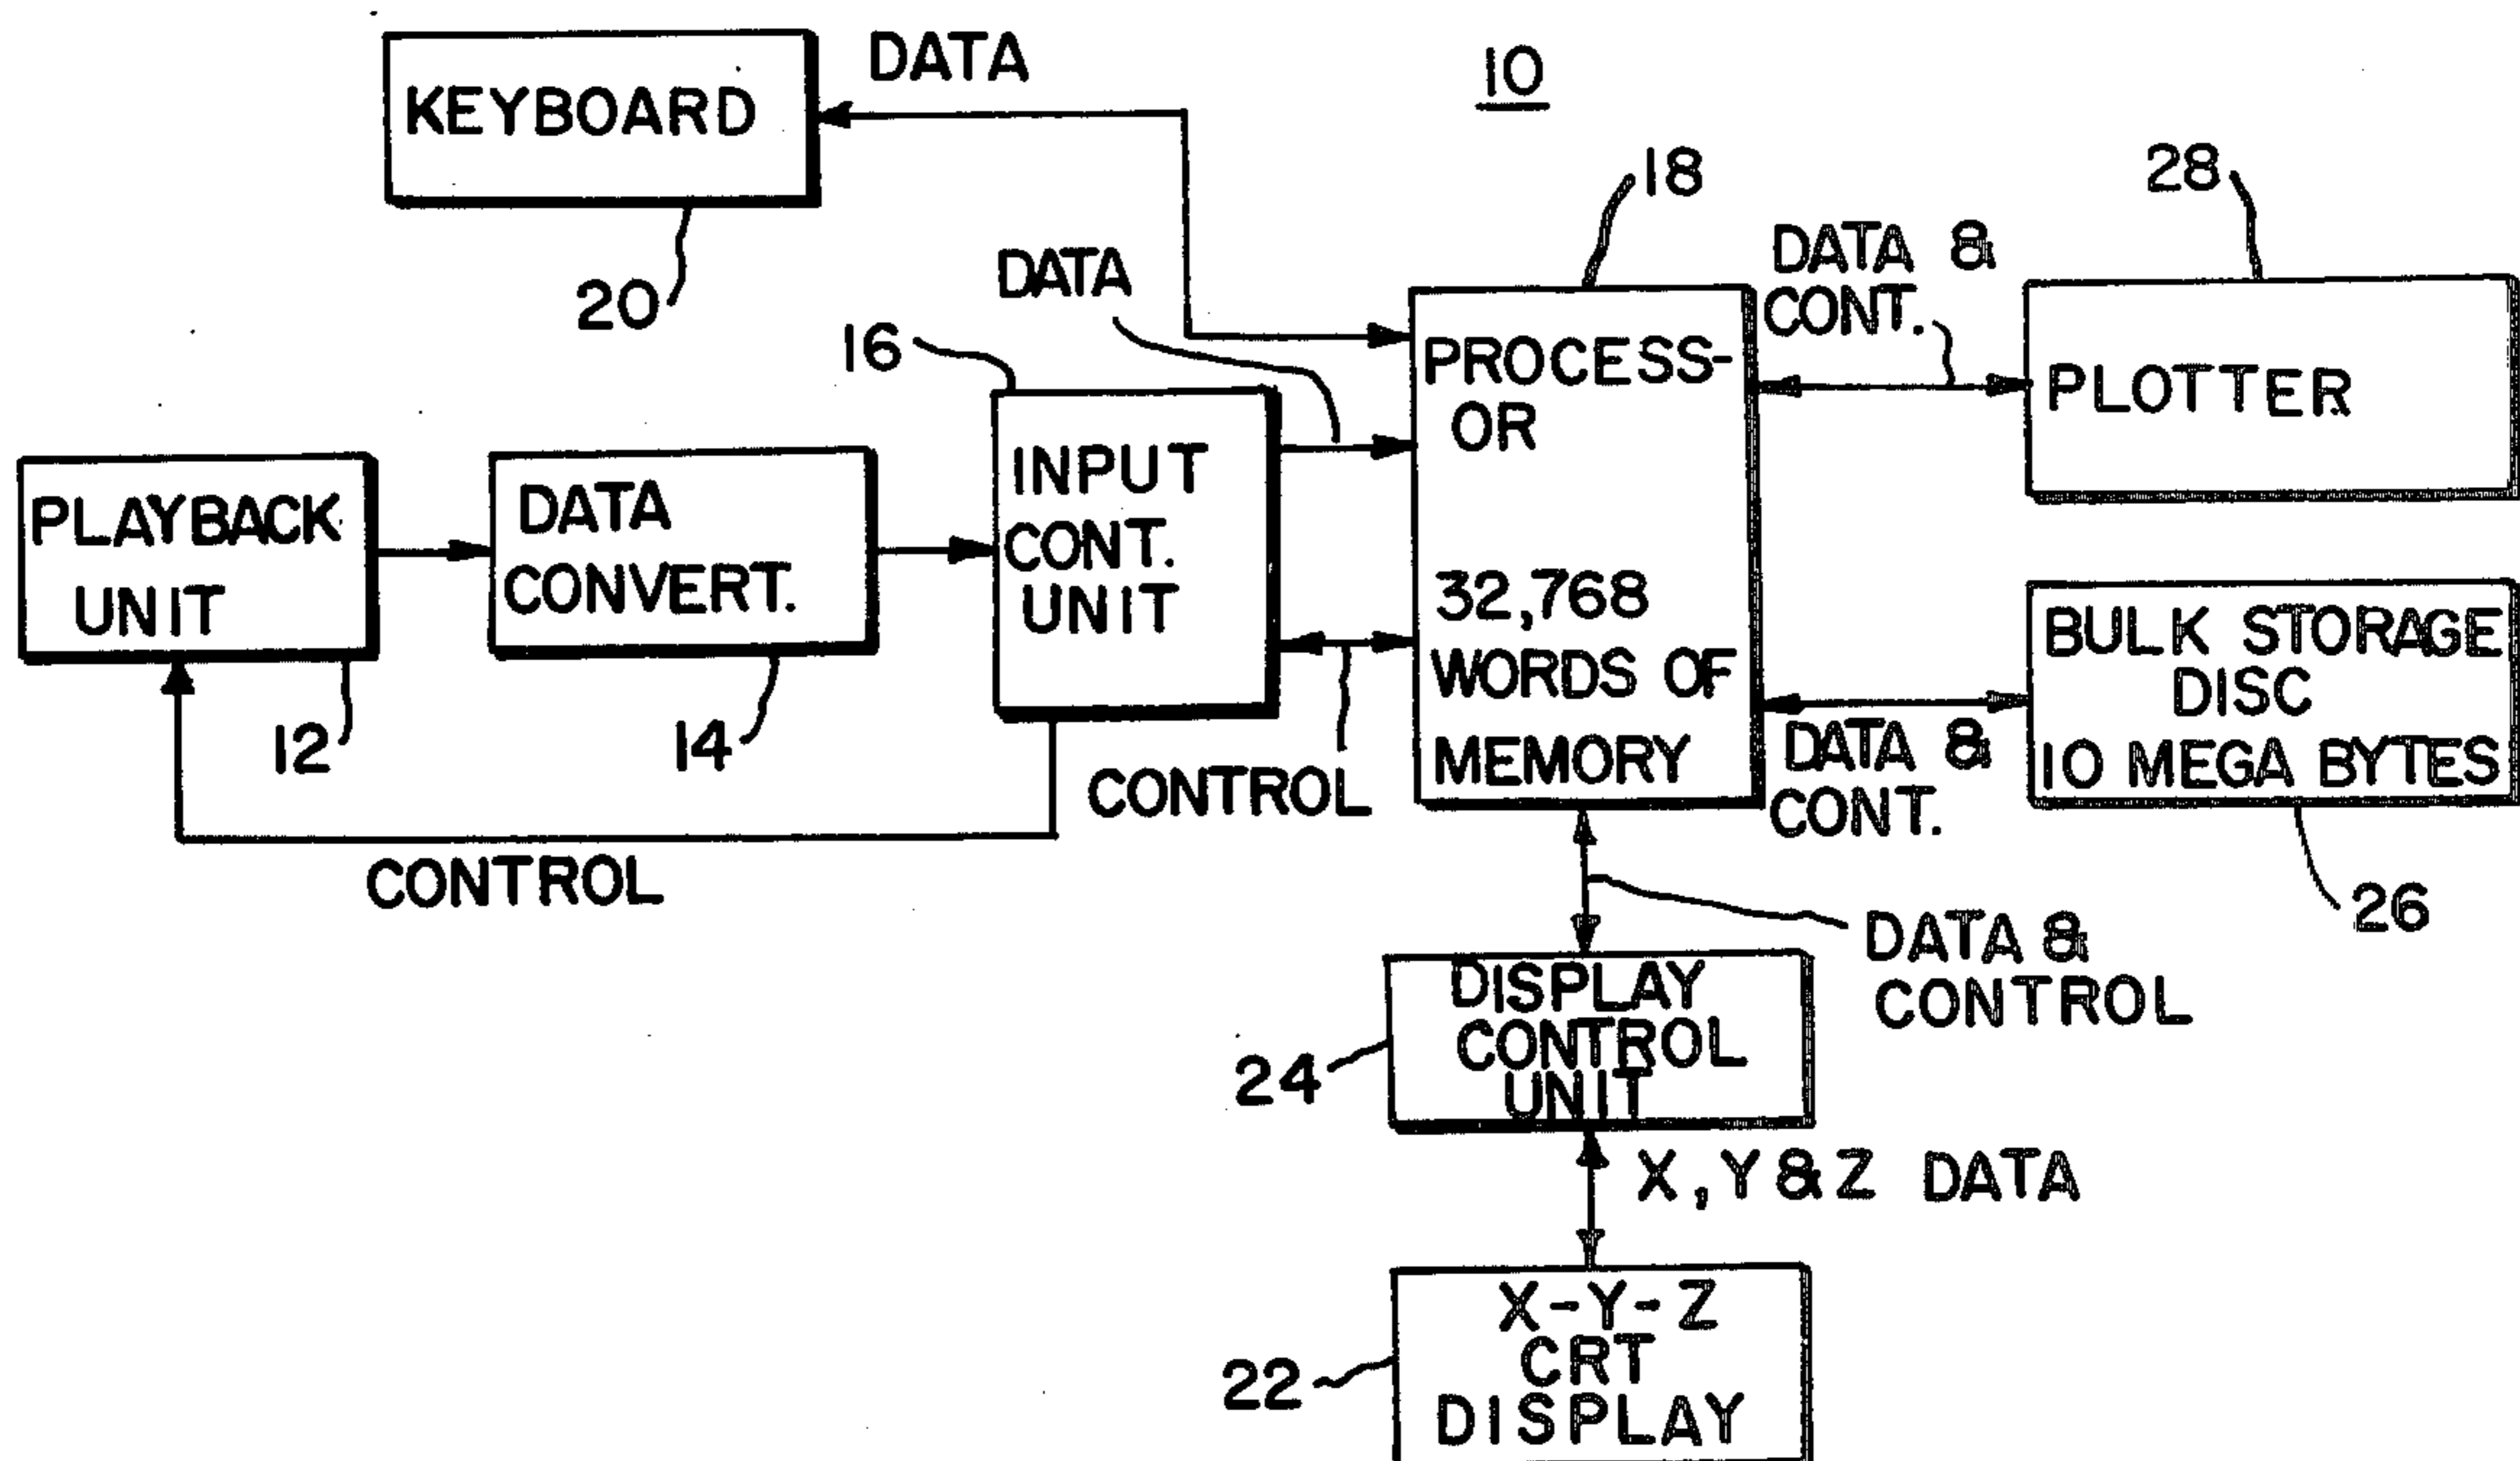 KEYBOARD
DATA
10
20
DATA
16
18
DATA &
CONT.
28
PROCESS-
OR
32,768
WORDS OF
MEMORY
PLOTTER
PLAYBACK
UNIT
12
DATA
CONVERT.
14
INPUT
CONT.
UNIT
CONTROL
CONTROL
DATA &
CONT.
BULK STORAGE
DISC
10 MEGA BYTES
26
DATA &
CONTROL
DISPLAY
CONTROL
UNIT
24
X, Y & Z DATA
X-Y-Z
CRT
DISPLAY
22